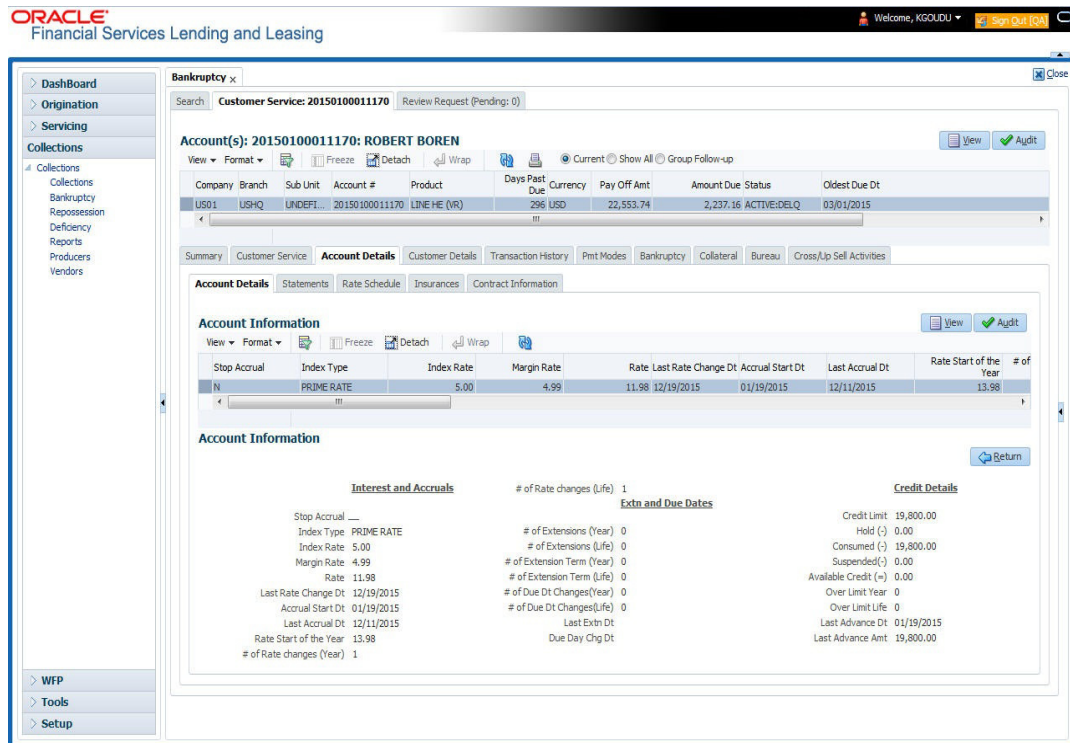 ORACLE
Financial Services Lending and Leasing
Welcome, KGOUDU
Sign Out [QA]
DashBoard
Origination
Servicing
Collections
Collections
Collections
Bankruptcy
Repossession
Deficiency
Reports
Producers
Vendors
WFP
Tools
Setup
Bankruptcy x
Close
Search Customer Service: 20150100011170 Review Request (Pending: 0)
Account(s): 20150100011170: ROBERT BOREN
View Audit
View Format Freeze Detach Wrap Current Show All Group Follow-up
Company Branch Sub Unit Account # Product Days Past Due Currency Pay Off Amt Amount Due Status Oldest Due Dt
US01 USHQ UNDEFI... 20150100011170 LINE HE (VR) 296 USD 22,553.74 2,237.16 ACTIVE:DELQ 03/01/2015
Summary Customer Service Account Details Customer Details Transaction History Pmt Modes Bankruptcy Collateral Bureau Cross/Up Sell Activities
Account Details Statements Rate Schedule Insurances Contract Information
Account Information
View Audit
View Format Freeze Detach Wrap
Stop Accrual Index Type Index Rate Margin Rate Rate Last Rate Change Dt Accrual Start Dt Last Accrual Dt Rate Start of the Year # of
N PRIME RATE 5.00 4.99 11.98 12/19/2015 01/19/2015 12/11/2015 13.98
Account Information
Return
Interest and Accruals
Stop Accrual
Index Type PRIME RATE
Index Rate 5.00
Margin Rate 4.99
Rate 11.98
Last Rate Change Dt 12/19/2015
Accrual Start Dt 01/19/2015
Last Accrual Dt 12/11/2015
Rate Start of the Year 13.98
# of Rate changes (Year) 1
# of Rate changes (Life) 1
Extn and Due Dates
# of Extensions (Year) 0
# of Extensions (Life) 0
# of Extension Term (Year) 0
# of Extension Term (Life) 0
# of Due Dt Changes(Year) 0
# of Due Dt Changes(Life) 0
Last Extn Dt
Due Day Chg Dt
Credit Details
Credit Limit 19,800.00
Hold (-) 0.00
Consumed (-) 19,800.00
Suspended(-) 0.00
Available Credit (=) 0.00
Over Limit Year 0
Over Limit Life 0
Last Advance Dt 01/19/2015
Last Advance Amt 19,800.00